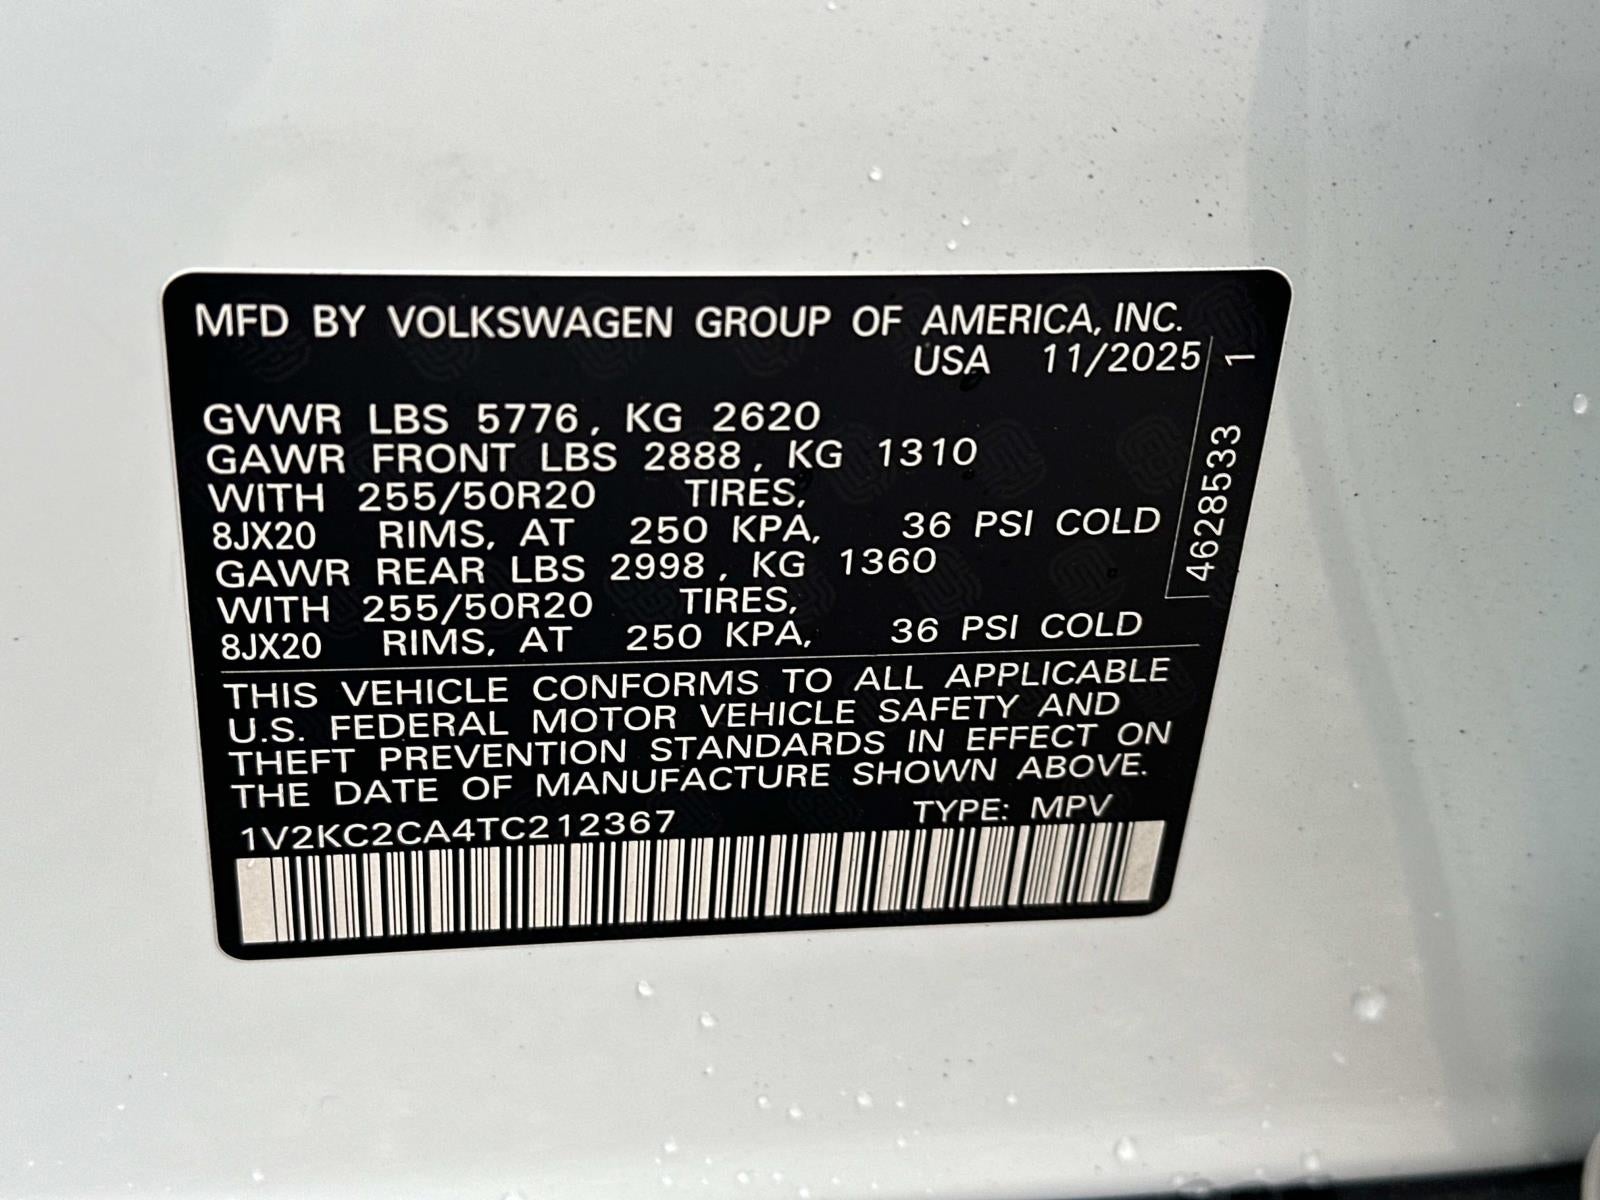 MFD BY VOLKSWAGEN GROUP OF AMERICA, INC.
USA 11/2025
GVWR LBS 5776, KG 2620
GAWR FRONT LBS 2888, KG 1310
WITH 255/50R20 TIRES,
8JX20 RIMS, AT 250 KPA, 36 PSI COLD
GAWR REAR LBS 2998, KG 1360
WITH 255/50R20 TIRES,
8JX20 RIMS, AT 250 KPA, 36 PSI COLD
THIS VEHICLE CONFORMS TO ALL APPLICABLE
U.S. FEDERAL MOTOR VEHICLE SAFETY AND
THEFT PREVENTION STANDARDS IN EFFECT ON
THE DATE OF MANUFACTURE SHOWN ABOVE.
1V2KC2CA4TC212367 TYPE: MPV
4628533 1